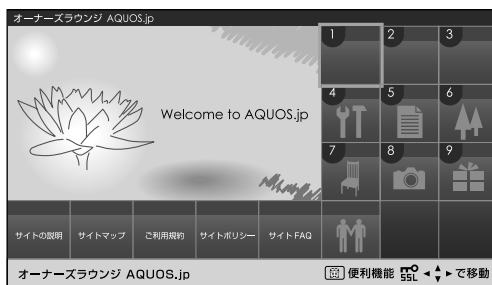 オーナーズラウンジ AQUOS.jp
1 2 3
Welcome to AQUOS.jp
4 5 6
7 8 9
サイトの説明 サイトマップ ご利用規約 サイトポリシー サイト FAQ
オーナーズラウンジ AQUOS.jp 便利機能 SSL で移動